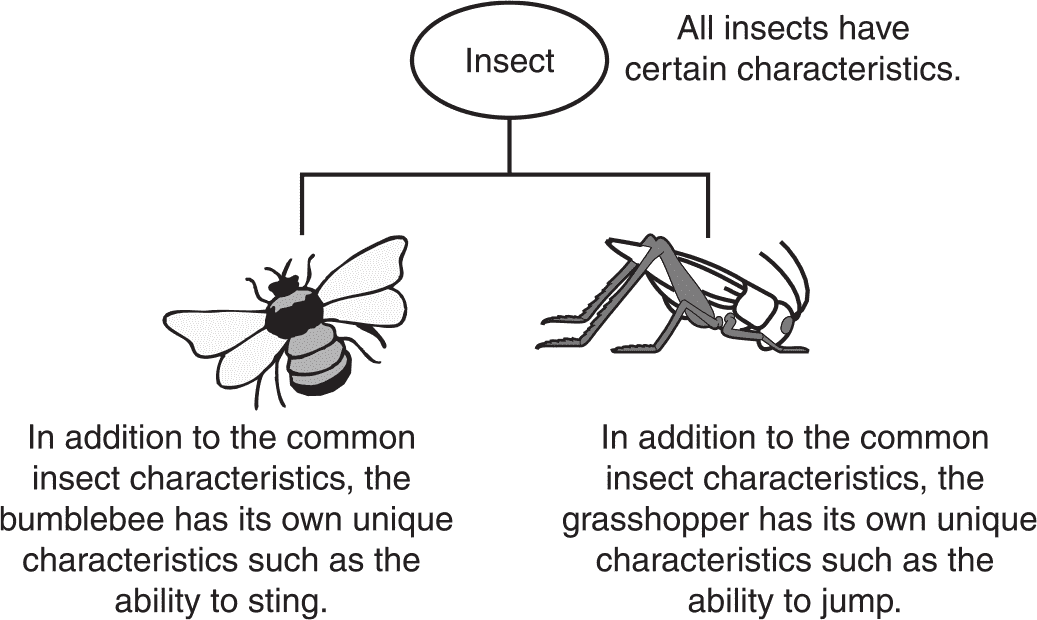 Insect
All insects have
certain characteristics.
In addition to the common
insect characteristics, the
bumblebee has its own unique
characteristics such as the
ability to sting.
In addition to the common
insect characteristics, the
grasshopper has its own unique
characteristics such as the
ability to jump.